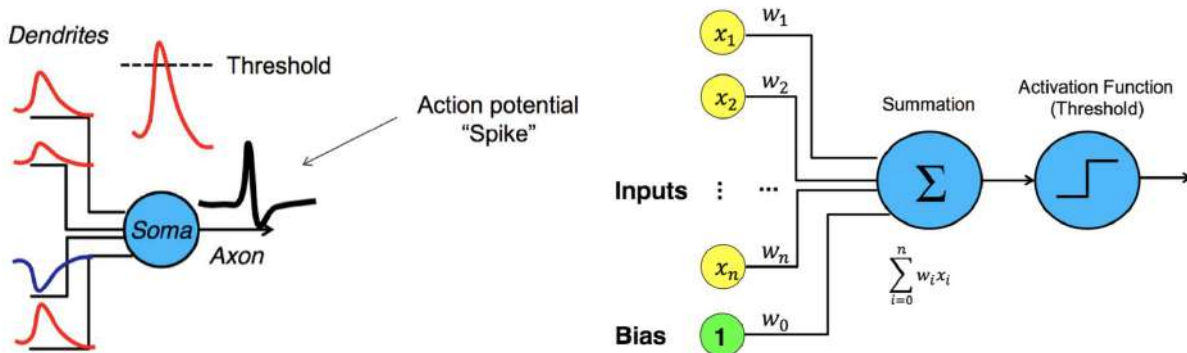 Dendrites
Threshold
Action potential
“Spike”
Soma
Axon
x₁
w₁
x₂
w₂
Inputs
⋮
...
xₙ
wₙ
Bias
1
w₀
Summation
Σ
∑ᵢ₌₀ⁿ wᵢxᵢ
Activation Function
(Threshold)